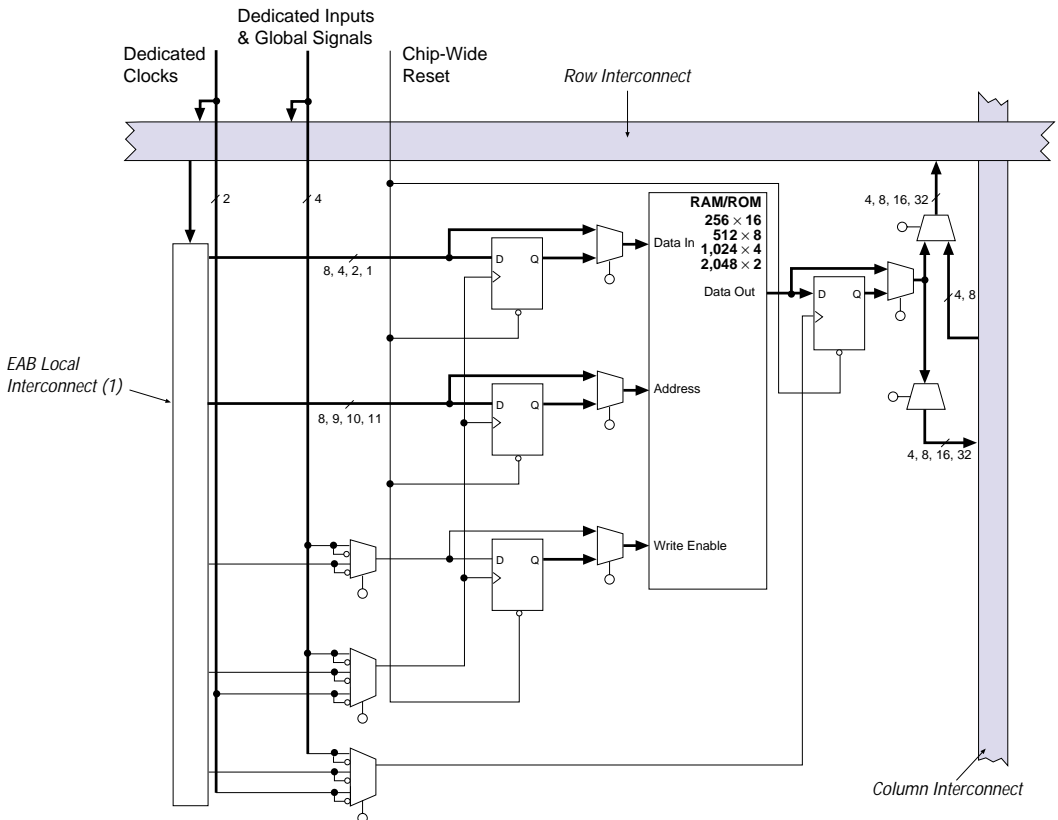 Dedicated Inputs
& Global Signals
Dedicated
Clocks
Chip-Wide
Reset
Row Interconnect
2
4
RAM/ROM
256 × 16
512 × 8
1,024 × 4
2,048 × 2
4, 8, 16, 32
D Q
Data In
8, 4, 2, 1
Data Out
D Q
4, 8
EAB Local
Interconnect (1)
D Q
Address
8, 9, 10, 11
4, 8, 16, 32
D Q
Write Enable
Column Interconnect